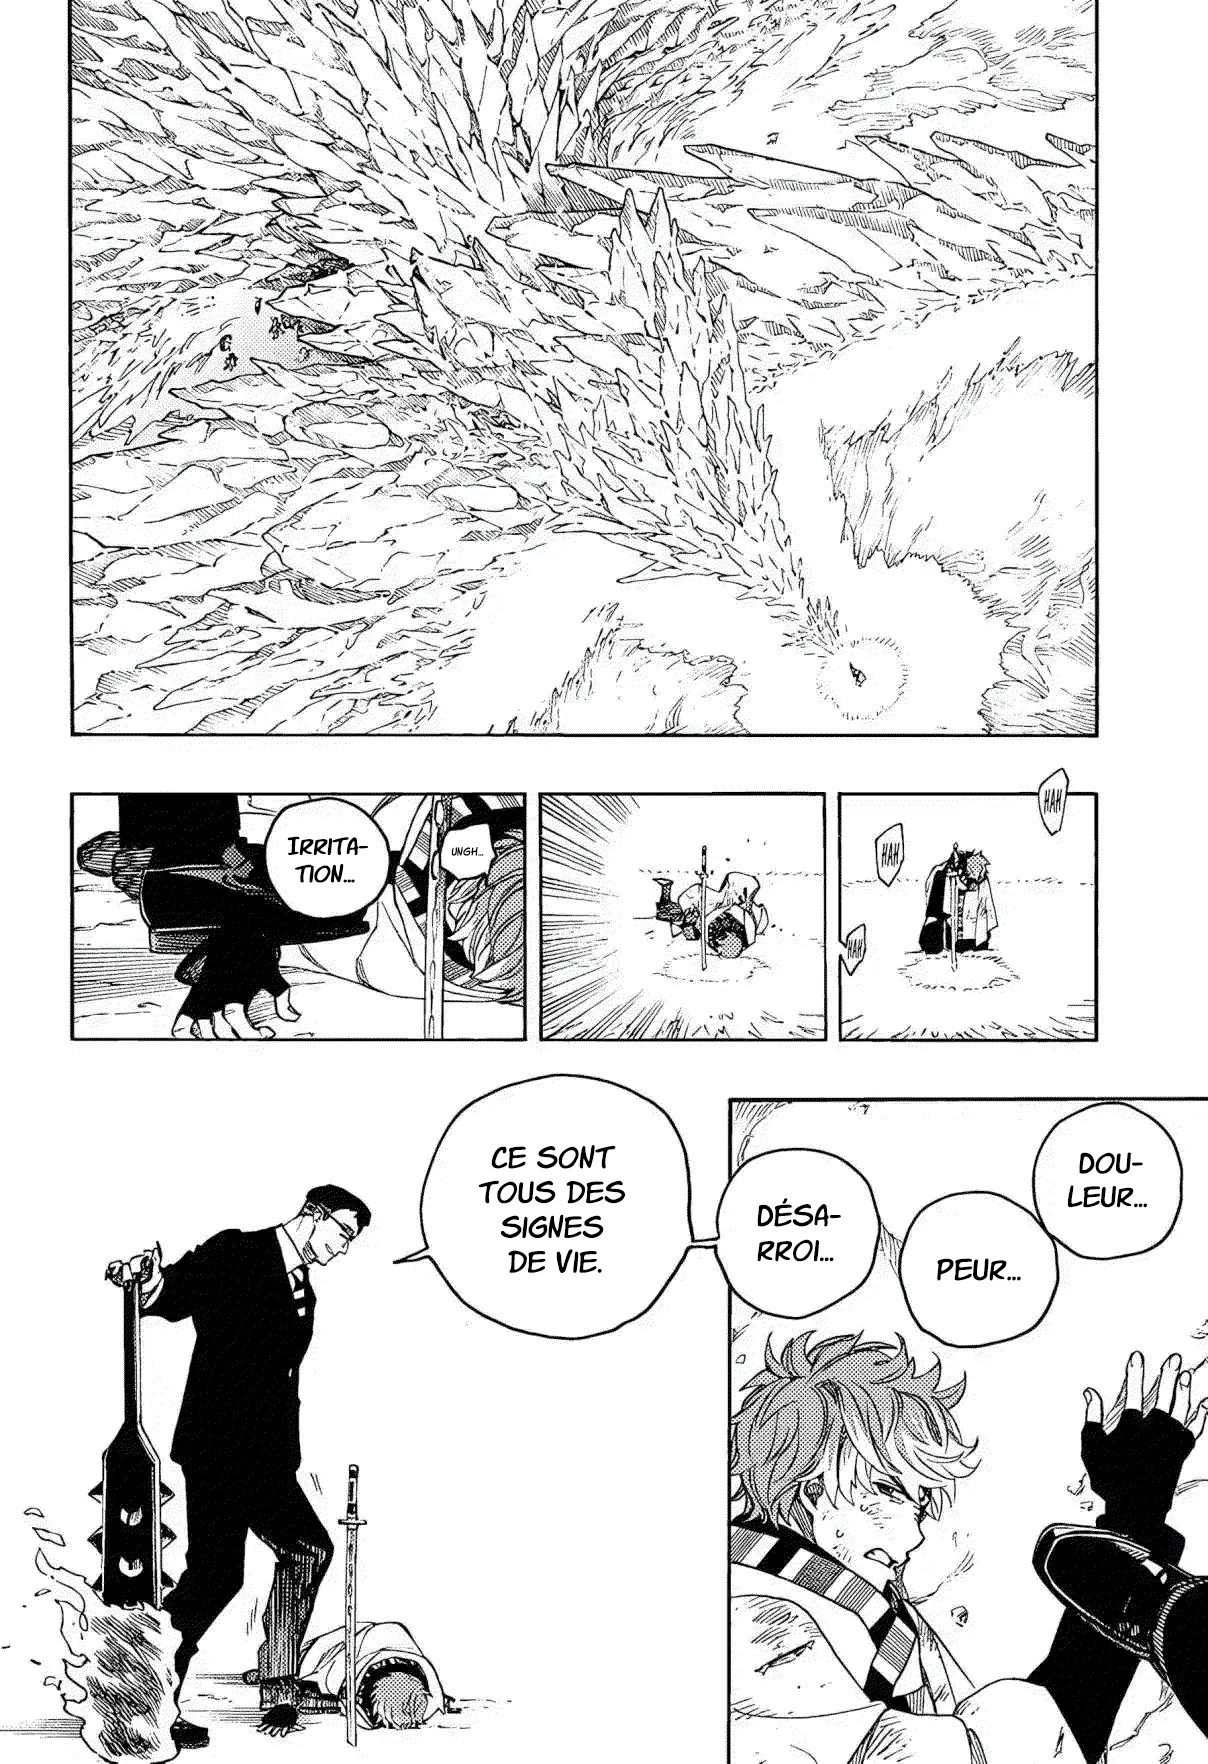 HAH
HAH
HAH
UNGH...
IRRITA-
TION...
DOU-
LEUR...
PEUR...
DÉSA-
RROI...
CE SONT
TOUS DES
SIGNES
DE VIE.